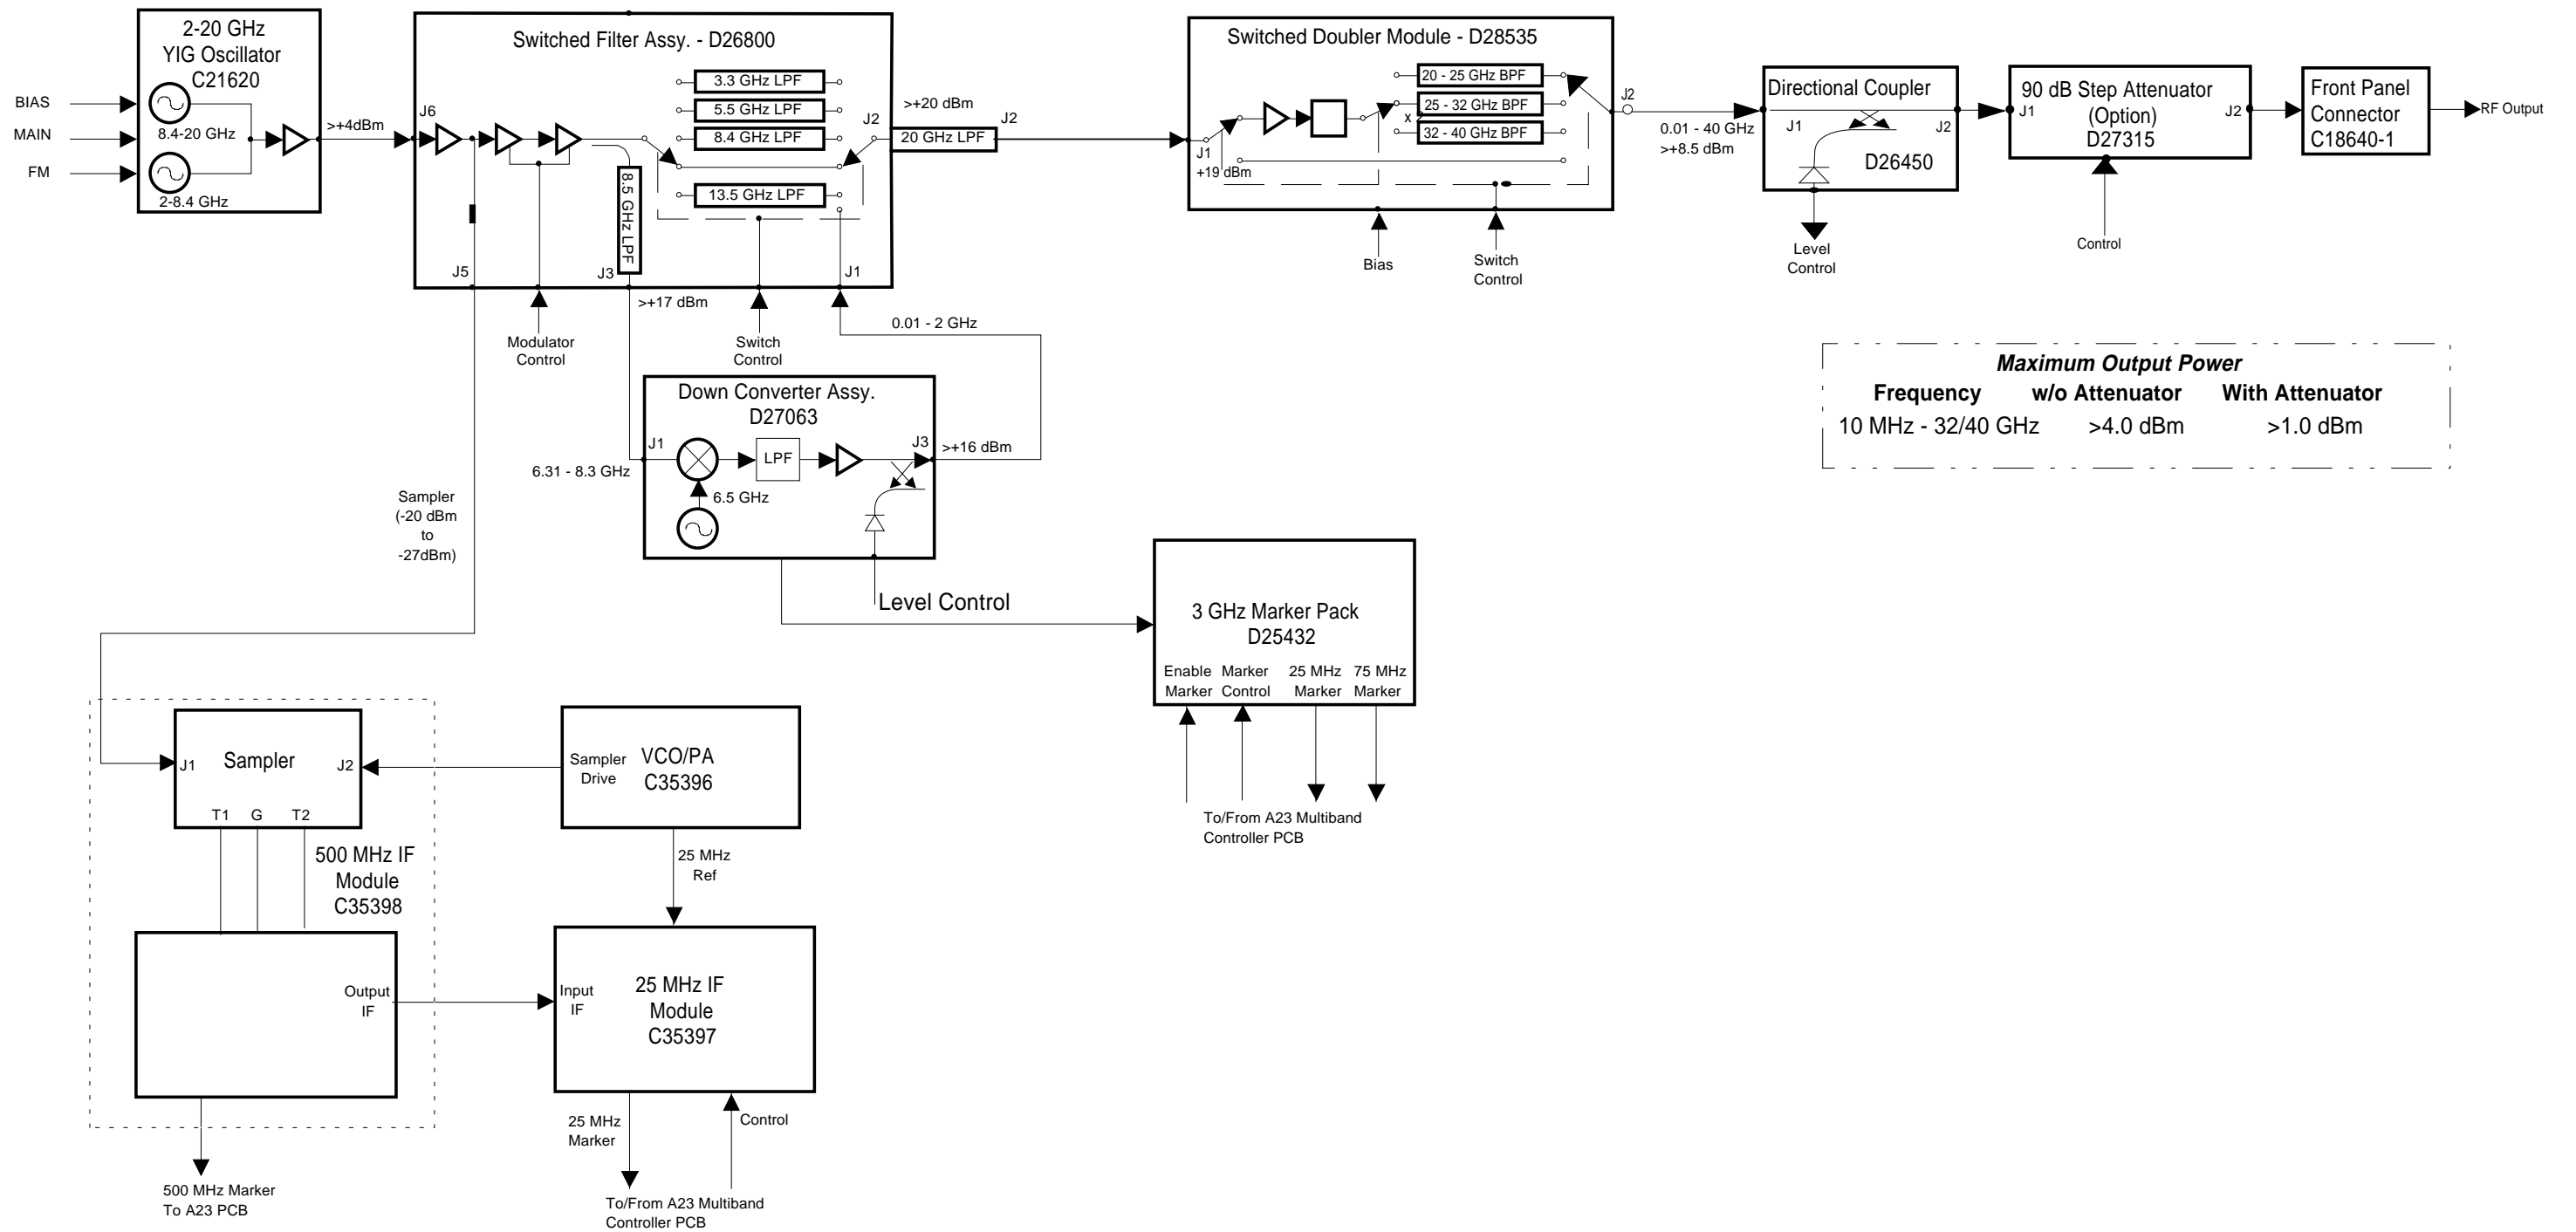 2-20 GHz
YIG Oscillator
C21620
BIAS
MAIN
FM
8.4-20 GHz
2-8.4 GHz
>+4dBm
Switched Filter Assy. - D26800
J6
3.3 GHz LPF
5.5 GHz LPF
8.4 GHz LPF
13.5 GHz LPF
8.5 GHz LPF
J2
J5
J3
J1
>+20 dBm
20 GHz LPF
J2
>+17 dBm
Modulator
Control
Switch
Control
0.01 - 2 GHz
Switched Doubler Module - D28535
20 - 25 GHz BPF
25 - 32 GHz BPF
x
32 - 40 GHz BPF
J1
+19 dBm
J2
Bias
Switch
Control
0.01 - 40 GHz
>+8.5 dBm
Directional Coupler
J1
J2
D26450
Level
Control
90 dB Step Attenuator
(Option)
D27315
J1
J2
Control
Front Panel
Connector
C18640-1
RF Output
Maximum Output Power
Frequency w/o Attenuator With Attenuator
10 MHz - 32/40 GHz >4.0 dBm >1.0 dBm
Down Converter Assy.
D27063
J1
LPF
J3
>+16 dBm
6.31 - 8.3 GHz
6.5 GHz
Level Control
Sampler
(-20 dBm
to
-27dBm)
3 GHz Marker Pack
D25432
Enable
Marker
Marker
Control
25 MHz
Marker
75 MHz
Marker
To/From A23 Multiband
Controller PCB
Sampler
J1
J2
T1
G
T2
500 MHz IF
Module
C35398
Output
IF
500 MHz Marker
To A23 PCB
Sampler
Drive
VCO/PA
C35396
25 MHz
Ref
Input
IF
25 MHz IF
Module
C35397
25 MHz
Marker
Control
To/From A23 Multiband
Controller PCB